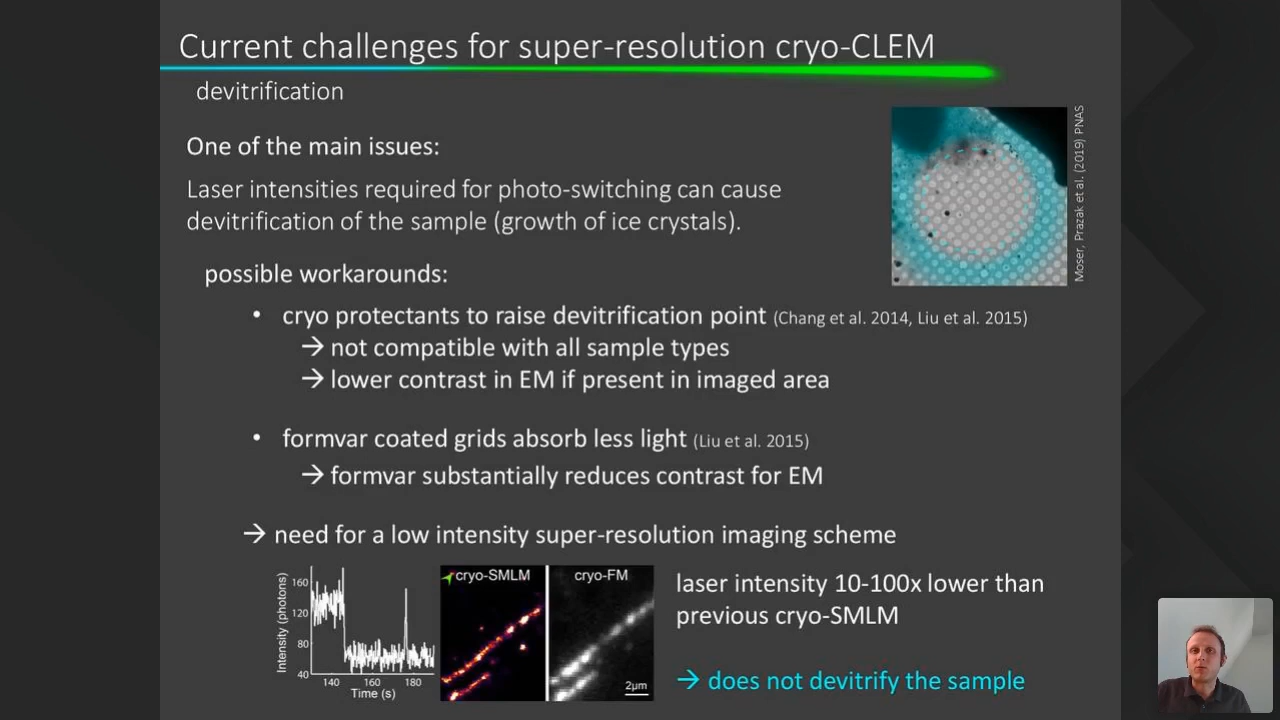 Current challenges for super-resolution cryo-CLEM
devitrification
One of the main issues:
Laser intensities required for photo-switching can cause
devitrification of the sample (growth of ice crystals).
Moser, Prazak et al. (2019) PNAS
possible workarounds:
• cryo protectants to raise devitrification point (Chang et al. 2014, Liu et al. 2015)
→ not compatible with all sample types
→ lower contrast in EM if present in imaged area
• formvar coated grids absorb less light (Liu et al. 2015)
→ formvar substantially reduces contrast for EM
→ need for a low intensity super-resolution imaging scheme
Intensity (photons)
160
120
80
40
140 160 180
Time (s)
cryo-SMLM
cryo-FM
2µm
laser intensity 10-100x lower than
previous cryo-SMLM
→ does not devitrify the sample